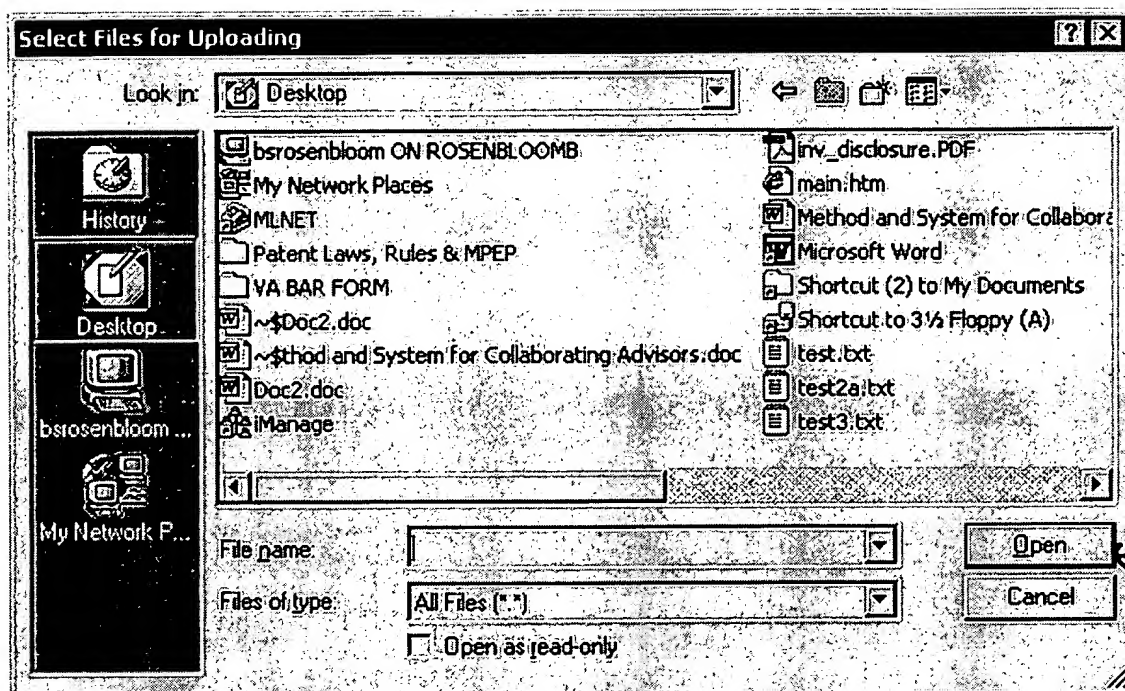 Select Files for Uploading
Look in: Desktop
History
Desktop
bsrosenbloom ...
My Network P...
bsrosenbloom ON ROSENBLOOMB
My Network Places
MLNET
Patent Laws, Rules & MPEP
VA BAR FORM
~$Doc2.doc
~$thod and System for Collaborating Advisors.doc
Doc2.doc
iManage
inv_disclosure.PDF
main.htm
Method and System for Collabora
Microsoft Word
Shortcut (2) to My Documents
Shortcut to 3½ Floppy (A)
test.txt
test2a.txt
test3.txt
File name:
Open
Files of type: All Files (*.*)
Cancel
Open as read-only